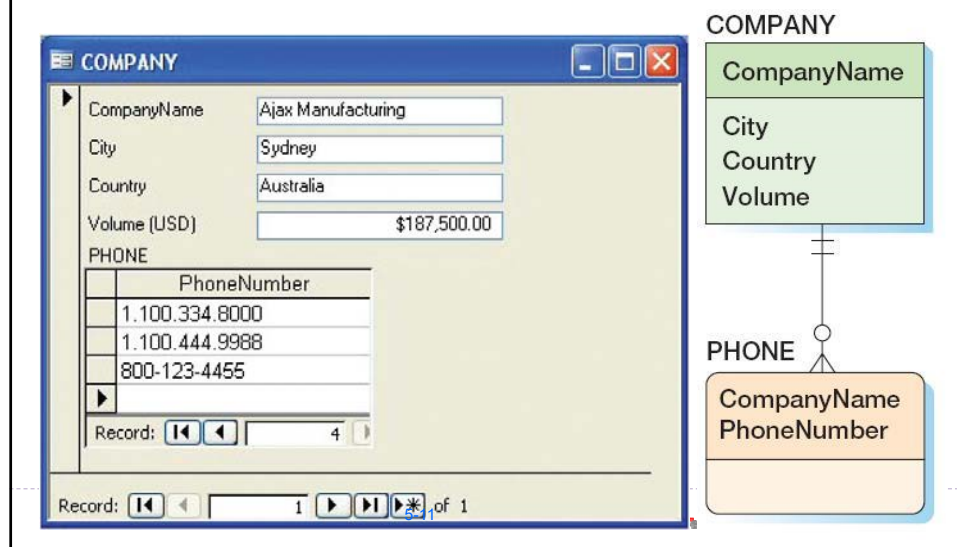 COMPANY
CompanyName Ajax Manufacturing
City Sydney
Country Australia
Volume (USD) $187,500.00
PHONE
PhoneNumber
1.100.334.8000
1.100.444.9988
800-123-4455
Record: 4
Record: 1 of 1
5-11
COMPANY
CompanyName
City
Country
Volume
PHONE
CompanyName
PhoneNumber